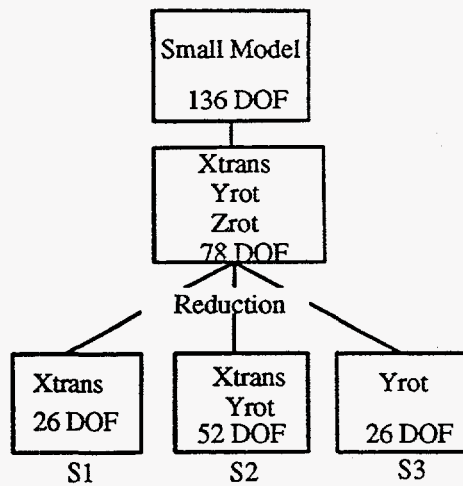 Small Model
136 DOF
Xtrans
Yrot
Zrot
78 DOF
Reduction
Xtrans
26 DOF
Xtrans
Yrot
52 DOF
Yrot
26 DOF
S1
S2
S3